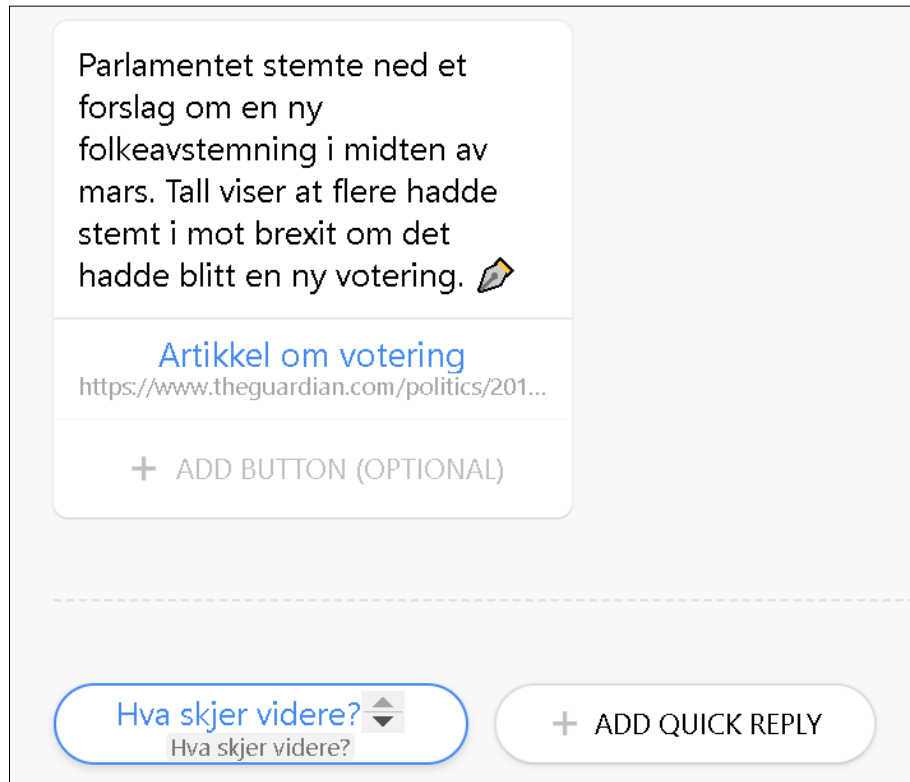 Parlamentet stemte ned et
forslag om en ny
folkeavstemning i midten av
mars. Tall viser at flere hadde
stemt i mot brexit om det
hadde blitt en ny votering.
Artikkel om votering
https://www.theguardian.com/politics/201...
+ ADD BUTTON (OPTIONAL)
Hva skjer videre?
Hva skjer videre?
+ ADD QUICK REPLY